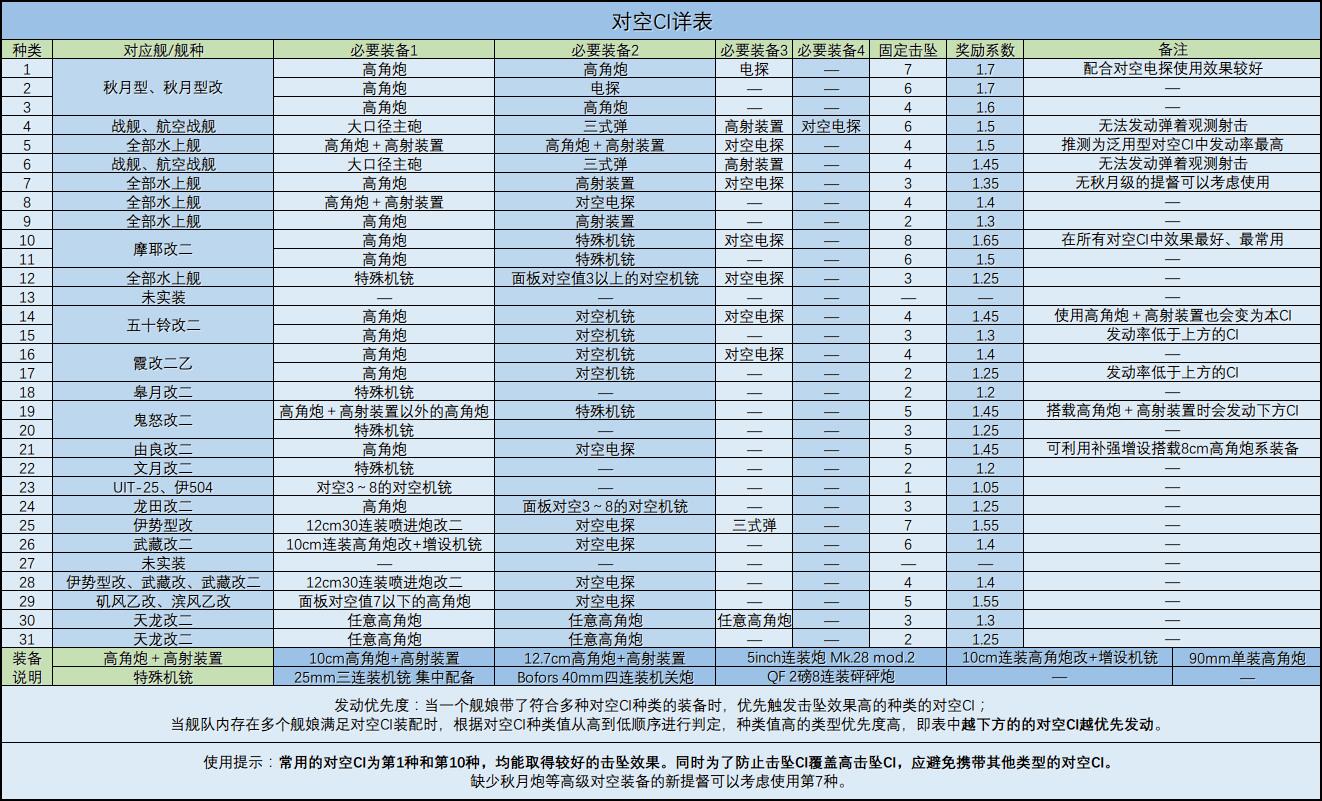 对空CI详表
种类 对应舰/舰种 必要装备1 必要装备2 必要装备3 必要装备4 固定击坠 奖励系数 备注
1 秋月型、秋月型改 高角炮 高角炮 电探 — 7 1.7 配合对空电探使用效果较好
2 高角炮 电探 — — 6 1.7 —
3 高角炮 高角炮 — — 4 1.6 —
4 战舰、航空战舰 大口径主砲 三式弹 高射装置 对空电探 6 1.5 无法发动弹着观测射击
5 全部水上舰 高角炮+高射装置 高角炮+高射装置 对空电探 — 4 1.5 推测为泛用型对空CI中发动率最高
6 战舰、航空战舰 大口径主砲 三式弹 高射装置 — 4 1.45 无法发动弹着观测射击
7 全部水上舰 高角炮 高射装置 对空电探 — 3 1.35 无秋月级的提督可以考虑使用
8 全部水上舰 高角炮+高射装置 对空电探 — — 4 1.4 —
9 全部水上舰 高角炮 高射装置 — — 2 1.3 —
10 摩耶改二 高角炮 特殊机铳 对空电探 — 8 1.65 在所有对空CI中效果最好、最常用
11 高角炮 特殊机铳 — — 6 1.5 —
12 全部水上舰 特殊机铳 面板对空值3以上的对空机铳 对空电探 — 3 1.25 —
13 未实装 — — — — — — —
14 五十铃改二 高角炮 对空机铳 对空电探 — 4 1.45 使用高角炮+高射装置也会变为本CI
15 高角炮 对空机铳 — — 3 1.3 发动率低于上方的CI
16 霞改二乙 高角炮 对空机铳 对空电探 — 4 1.4 —
17 高角炮 对空机铳 — — 2 1.25 发动率低于上方的CI
18 皋月改二 特殊机铳 — — — 2 1.2 —
19 鬼怒改二 高角炮+高射装置以外的高角炮 特殊机铳 — — 5 1.45 搭载高角炮+高射装置时会发动下方CI
20 特殊机铳 — — — 3 1.25 —
21 由良改二 高角炮 对空电探 — — 5 1.45 可利用补强增设搭载8cm高角炮系装备
22 文月改二 特殊机铳 — — — 2 1.2 —
23 UIT-25、伊504 对空3~8的对空机铳 — — — 1 1.05 —
24 龙田改二 高角炮 面板对空3~8的对空机铳 — — 3 1.25 —
25 伊势型改 12cm30连装喷进炮改二 对空电探 三式弹 — 7 1.55 —
26 武藏改二 10cm连装高角炮改+增设机铳 对空电探 — — 6 1.4 —
27 未实装 — — — — — — —
28 伊势型改、武藏改、武藏改二 12cm30连装喷进炮改二 对空电探 — — 4 1.4 —
29 矶风乙改、滨风乙改 面板对空值7以下的高角炮 对空电探 — — 5 1.55 —
30 天龙改二 任意高角炮 任意高角炮 任意高角炮 — 3 1.3 —
31 天龙改二 任意高角炮 任意高角炮 — — 2 1.25 —
装备 高角炮+高射装置 10cm高角炮+高射装置 12.7cm高角炮+高射装置 5inch连装炮 Mk.28 mod.2 10cm连装高角炮改+增设机铳 90mm单装高角炮
说明 特殊机铳 25mm三连装机铳 集中配备 Bofors 40mm四连装机关炮 QF 2磅8连装砰砰炮 — —
发动优先度：当一个舰娘带了符合多种对空CI种类的装备时，优先触发击坠效果高的种类的对空CI；
当舰队内存在多个舰娘满足对空CI装配时，根据对空CI种类值从高到低顺序进行判定，种类值高的类型优先度高，即表中越下方的的对空CI越优先发动。
使用提示：常用的对空CI为第1种和第10种，均能取得较好的击坠效果。同时为了防止击坠CI覆盖高击坠CI，应避免携带其他类型的对空CI。
缺少秋月炮等高级对空装备的新提督可以考虑使用第7种。